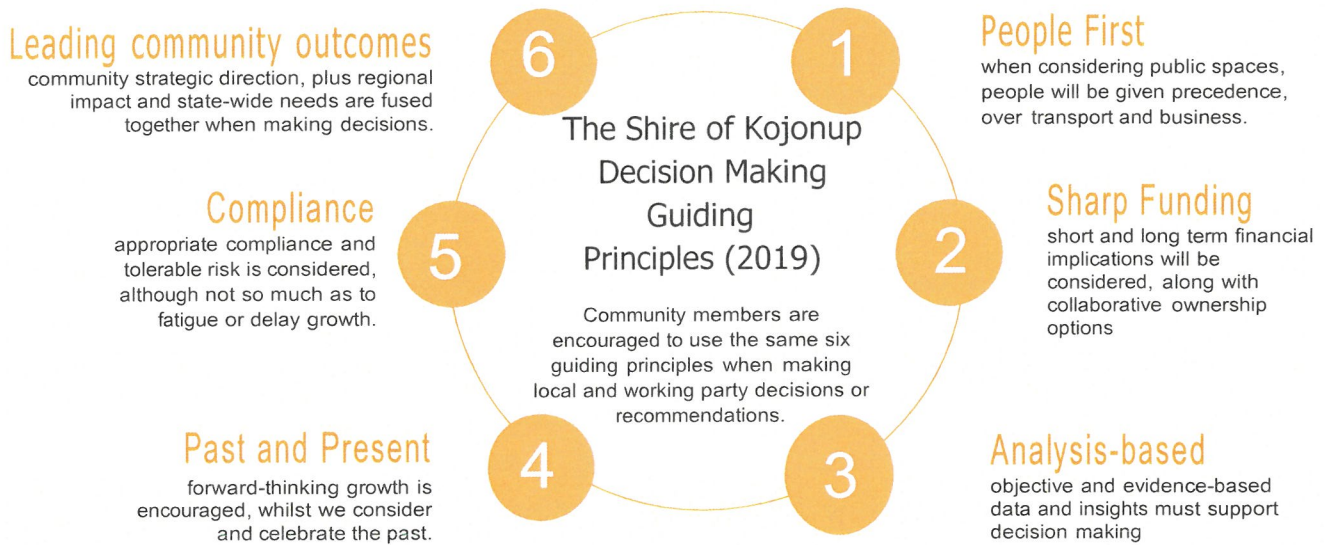 The Shire of Kojonup
Decision Making
Guiding
Principles (2019)
Community members are
encouraged to use the same six
guiding principles when making
local and working party decisions or
recommendations.
1
People First
when considering public spaces,
people will be given precedence,
over transport and business.
2
Sharp Funding
short and long term financial
implications will be
considered, along with
collaborative ownership
options
3
Analysis-based
objective and evidence-based
data and insights must support
decision making
4
Past and Present
forward-thinking growth is
encouraged, whilst we consider
and celebrate the past.
5
Compliance
appropriate compliance and
tolerable risk is considered,
although not so much as to
fatigue or delay growth.
6
Leading community outcomes
community strategic direction, plus regional
impact and state-wide needs are fused
together when making decisions.